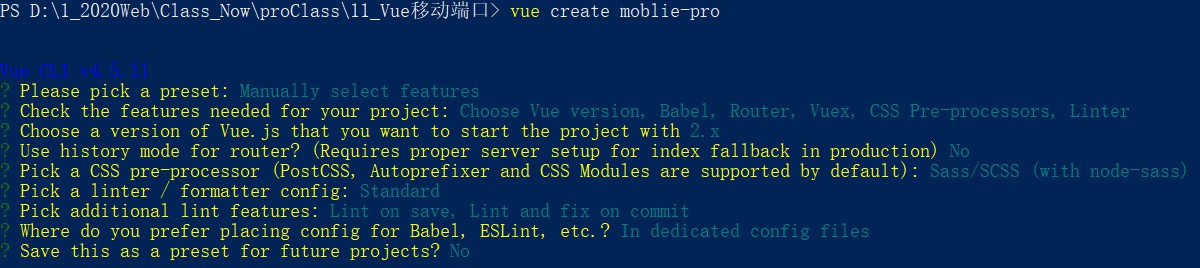 PS D:\1_2020Web\Class_Now\proClass\11_Vue移动端口> vue create moblie-pro
Vue CLI v4.5.11
? Please pick a preset: Manually select features
? Check the features needed for your project: Choose Vue version, Babel, Router, Vuex, CSS Pre-processors, Linter
? Choose a version of Vue.js that you want to start the project with 2.x
? Use history mode for router? (Requires proper server setup for index fallback in production) No
? Pick a CSS pre-processor (PostCSS, Autoprefixer and CSS Modules are supported by default): Sass/SCSS (with node-sass)
? Pick a linter / formatter config: Standard
? Pick additional lint features: Lint on save, Lint and fix on commit
? Where do you prefer placing config for Babel, ESLint, etc.? In dedicated config files
? Save this as a preset for future projects? No